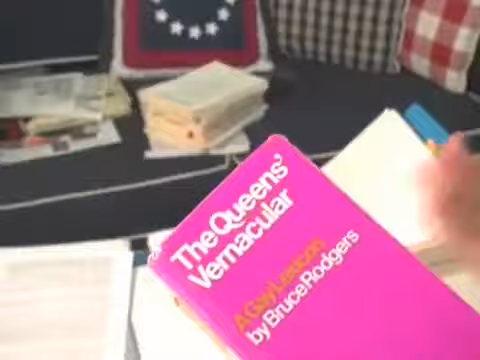 The Queens'
Vernacular
A Gay Lexicon
by Bruce Rodgers